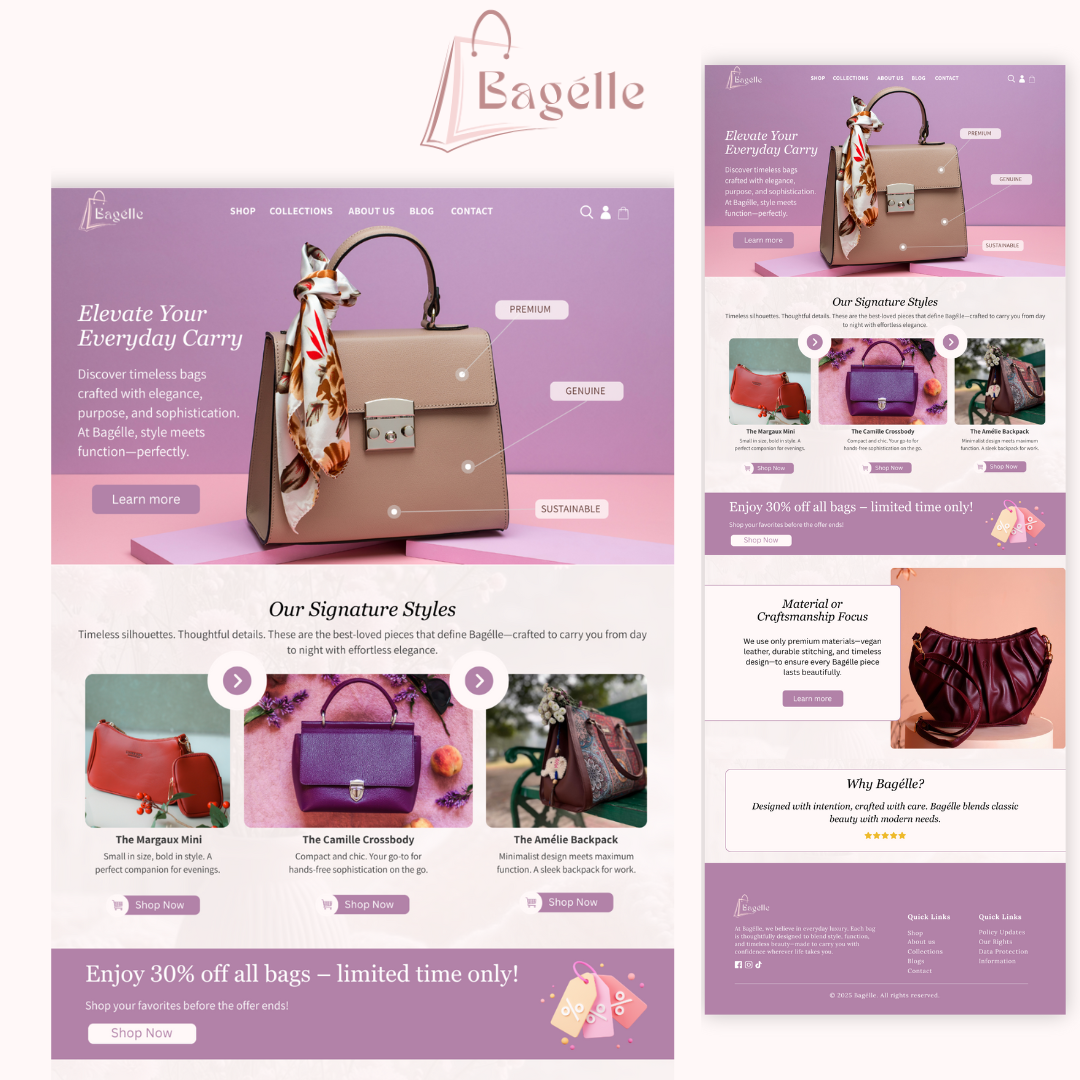 Bagélle
Bagélle
SHOP COLLECTIONS ABOUT US BLOG CONTACT
Elevate Your
Everyday Carry
Discover timeless bags
crafted with elegance,
purpose, and sophistication.
At Bagélle, style meets
function—perfectly.
Learn more
PREMIUM
GENUINE
SUSTAINABLE
Our Signature Styles
Timeless silhouettes. Thoughtful details. These are the best-loved pieces that define Bagélle—crafted to carry you from day
to night with effortless elegance.
The Margaux Mini
Small in size, bold in style. A
perfect companion for evenings.
Shop Now
The Camille Crossbody
Compact and chic. Your go-to for
hands-free sophistication on the go.
Shop Now
The Amélie Backpack
Minimalist design meets maximum
function. A sleek backpack for work.
Shop Now
Enjoy 30% off all bags – limited time only!
Shop your favorites before the offer ends!
Shop Now
% % %
Bagélle
SHOP COLLECTIONS ABOUT US BLOG CONTACT
Elevate Your
Everyday Carry
Discover timeless bags
crafted with elegance,
purpose, and sophistication.
At Bagélle, style meets
function—perfectly.
Learn more
PREMIUM
GENUINE
SUSTAINABLE
Our Signature Styles
Timeless silhouettes. Thoughtful details. These are the best-loved pieces that define Bagélle—crafted to carry you from day
to night with effortless elegance.
The Margaux Mini
Small in size, bold in style. A
perfect companion for evenings.
Shop Now
The Camille Crossbody
Compact and chic. Your go-to for
hands-free sophistication on the go.
Shop Now
The Amélie Backpack
Minimalist design meets maximum
function. A sleek backpack for work.
Shop Now
Enjoy 30% off all bags – limited time only!
Shop your favorites before the offer ends!
Shop Now
% % %
Material or
Craftsmanship Focus
We use only premium materials—vegan
leather, durable stitching, and timeless
design—to ensure every Bagélle piece
lasts beautifully.
Learn more
Why Bagélle?
Designed with intention, crafted with care. Bagélle blends classic
beauty with modern needs.
Bagélle
At Bagélle, we believe in everyday luxury. Each bag
is thoughtfully designed to blend style, function,
and timeless beauty—made to carry you with
confidence wherever life takes you.
Quick Links
Shop
About us
Collections
Blogs
Contact
Quick Links
Policy Updates
Our Rights
Data Protection
Information
© 2025 Bagélle. All rights reserved.